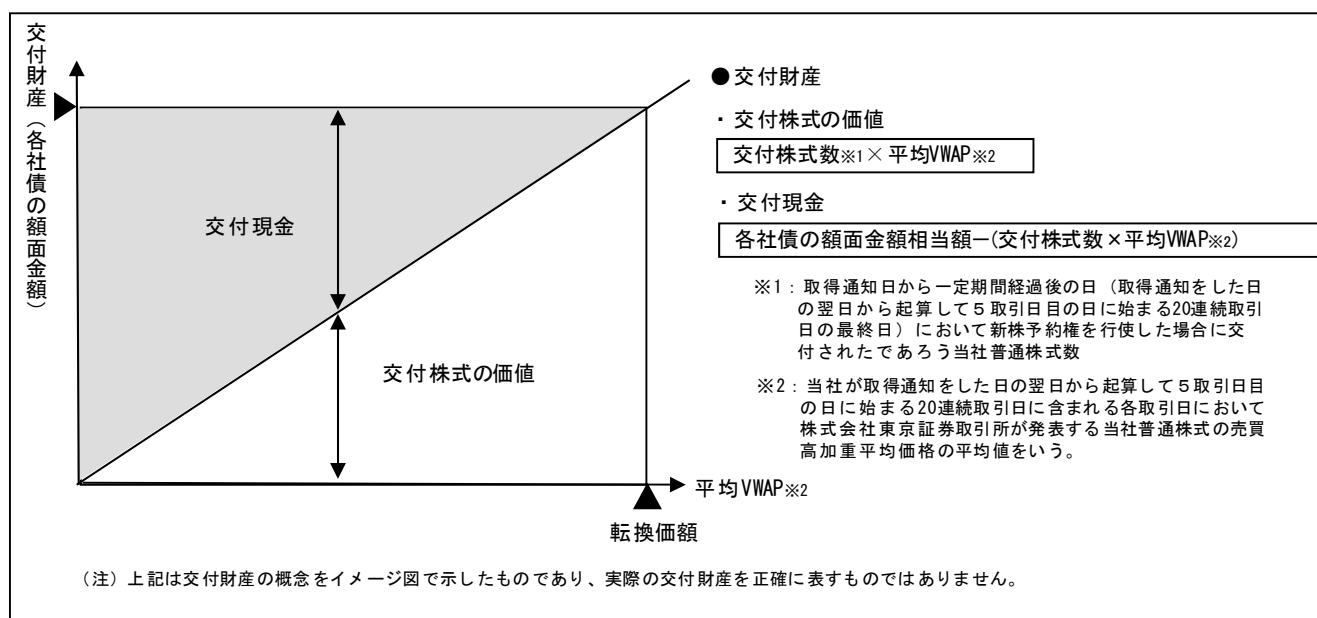 交付財産（各社債の額面金額）
●交付財産
・交付株式の価値
交付株式数※1×平均VWAP※2
・交付現金
各社債の額面金額相当額－(交付株式数×平均VWAP※2)
※1：取得通知日から一定期間経過後の日（取得通知をした日
の翌日から起算して５取引日目の日に始まる20連続取引
日の最終日）において新株予約権を行使した場合に交
付されたであろう当社普通株式数
※2：当社が取得通知をした日の翌日から起算して５取引日目
の日に始まる20連続取引日に含まれる各取引日において
株式会社東京証券取引所が発表する当社普通株式の売買
高加重平均価格の平均値をいう。
交付現金
交付株式の価値
平均VWAP※2
転換価額
（注）上記は交付財産の概念をイメージ図で示したものであり、実際の交付財産を正確に表すものではありません。